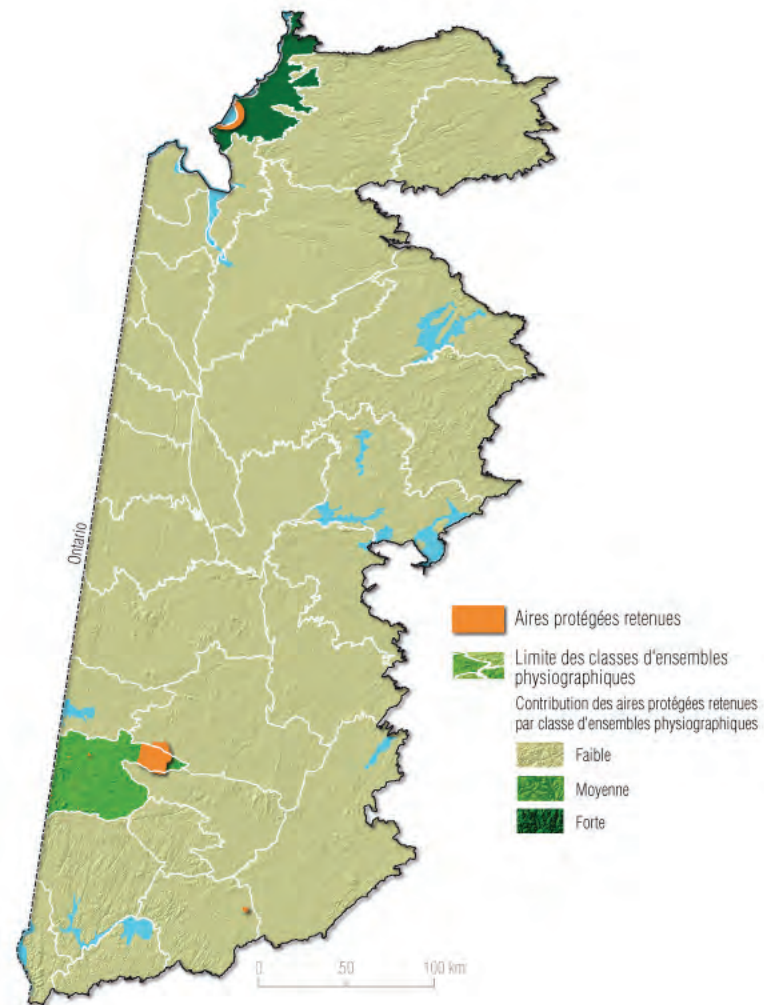 Ontario
Aires protégées retenues
Limite des classes d'ensembles
physiographiques
Contribution des aires protégées retenues
par classe d'ensembles physiographiques
Faible
Moyenne
Forte
0 50 100 km